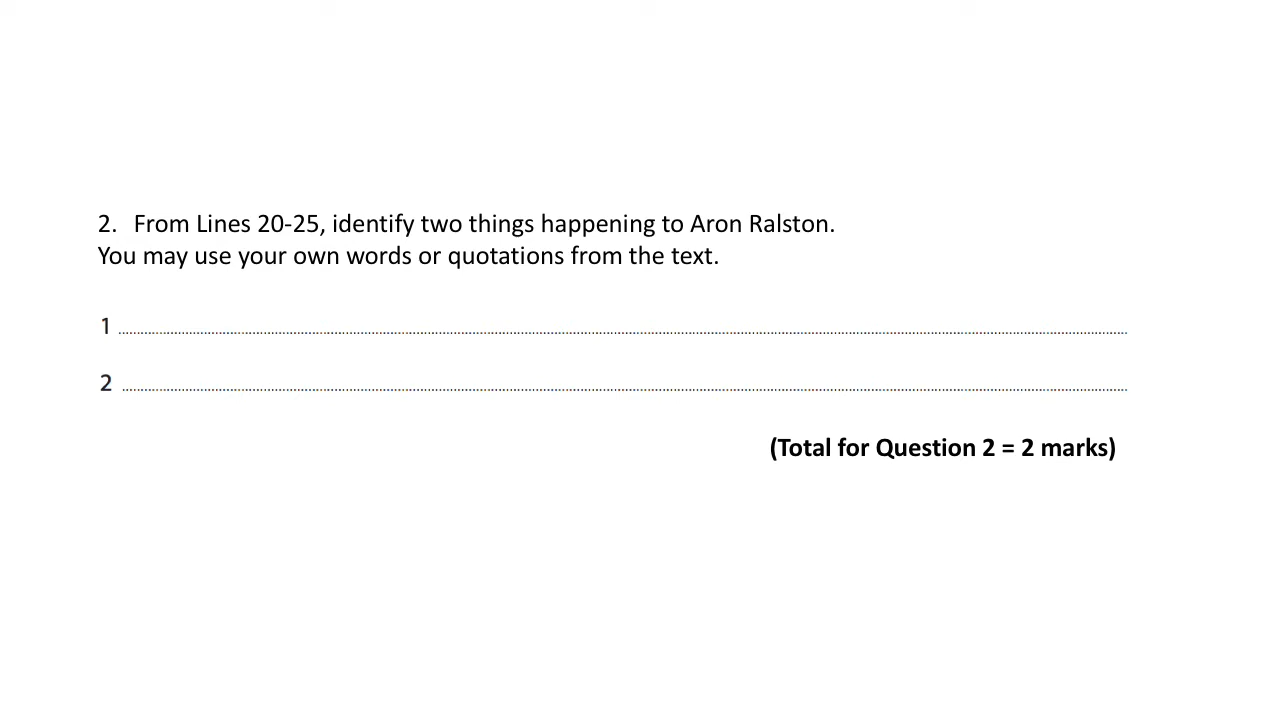 2. From Lines 20-25, identify two things happening to Aron Ralston.
You may use your own words or quotations from the text.
1 ........................................................................................................................
2 ........................................................................................................................
(Total for Question 2 = 2 marks)